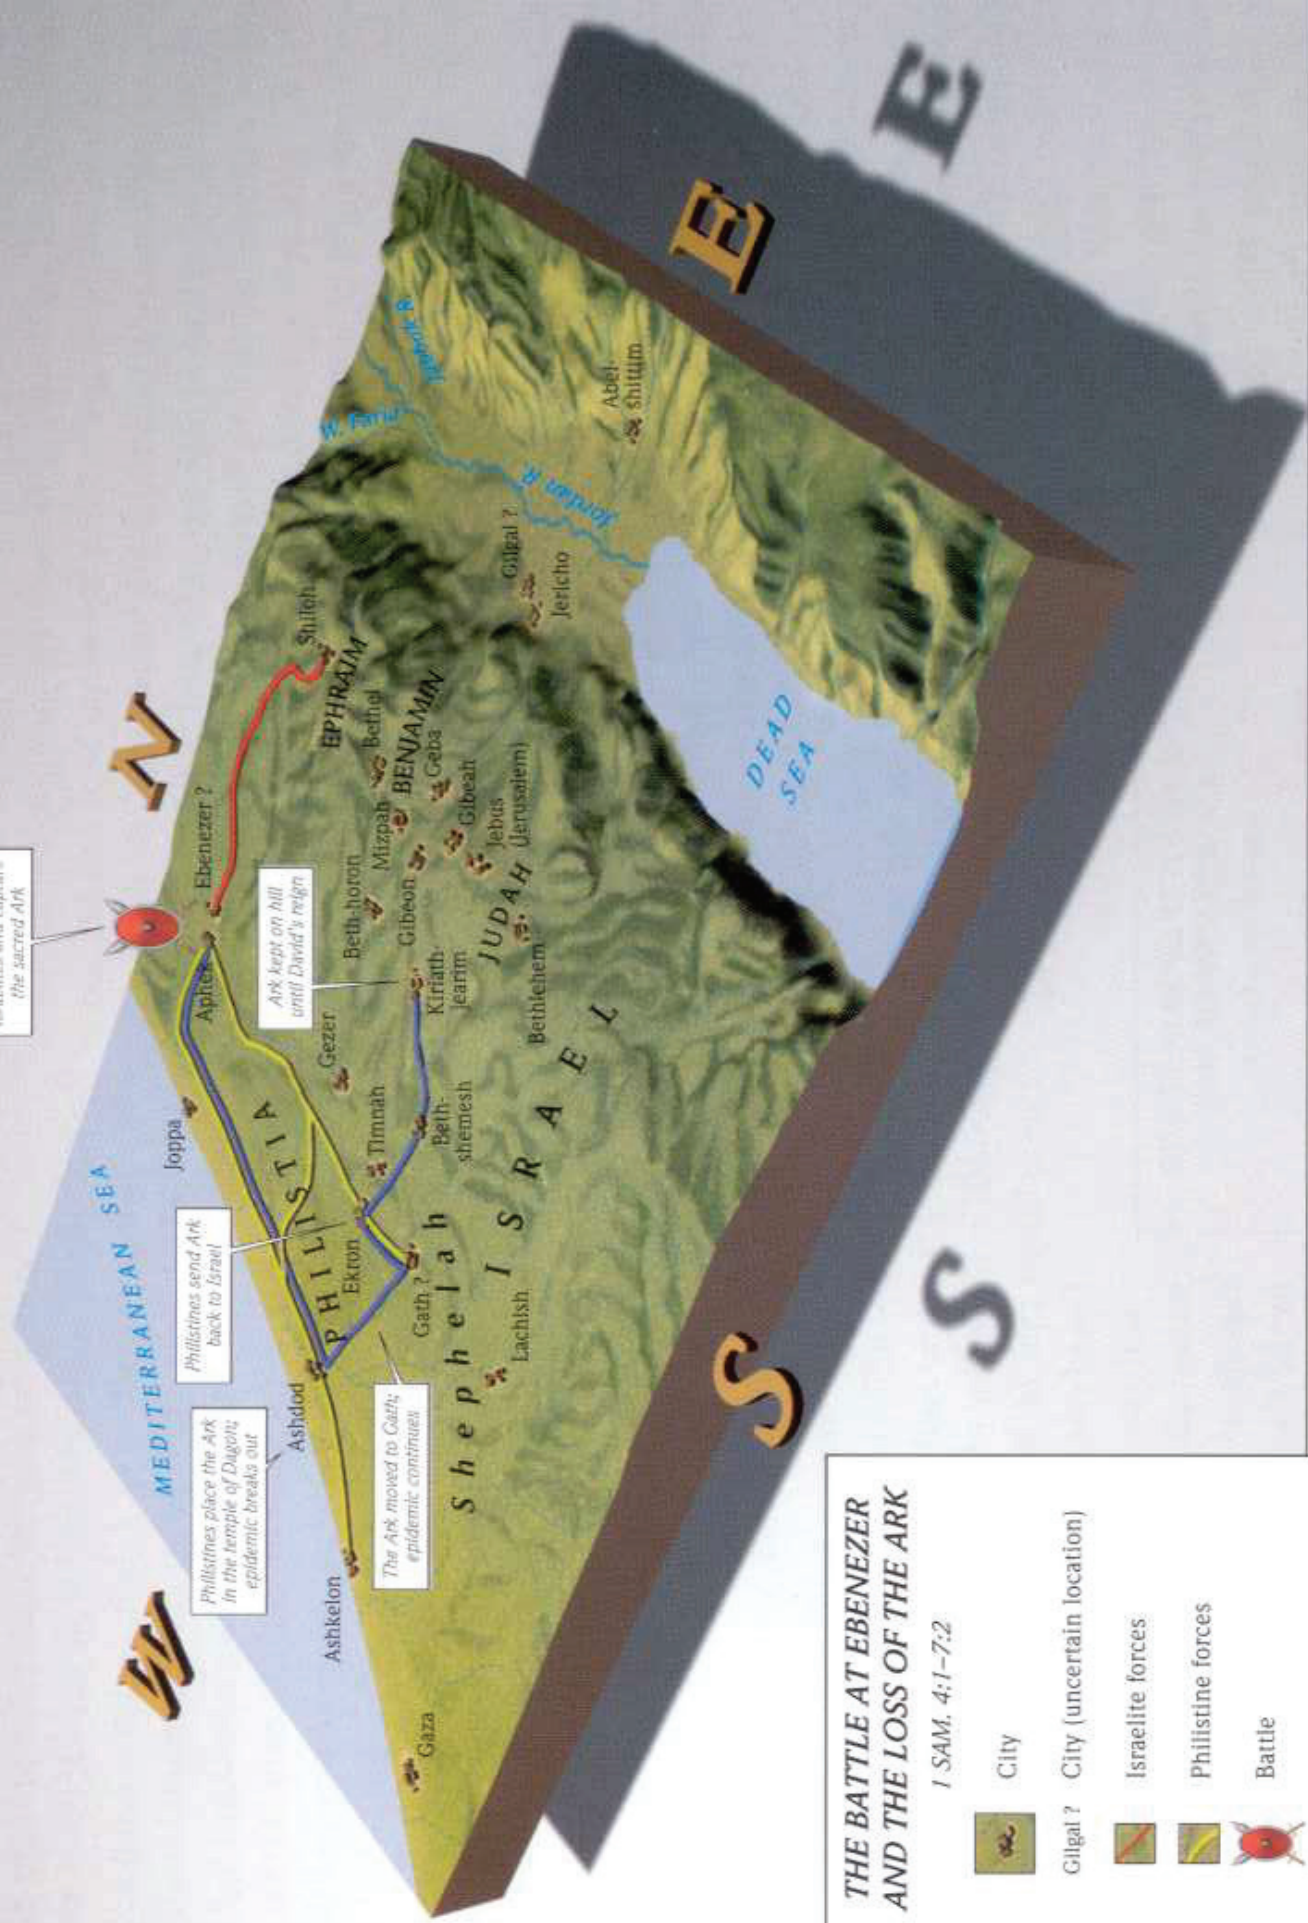 the sacred Ark
N
W
E
E
S
S
MEDITERRANEAN SEA
Joppa
Aphek
Ebenezer ?
Shiloh
EPHRAIM
Bethel
BENJAMIN
Mizpah
Geba
Gibeah
Beth-horon
Gibeon
Jebus
(Jerusalem)
JUDAH
Bethlehem
Kiriath-
Jearim
Ark kept on hill
until David's reign
Gezer
Timnah
Beth-
shemesh
PHILISTIA
Ekron
Gath ?
Shephelah
ISRAEL
Lachish
Ashdod
Ashkelon
Gaza
Philistines send Ark
back to Israel
Philistines place the Ark
in the temple of Dagon;
epidemic breaks out
The Ark moved to Gath;
epidemic continues
W. Faria
Jabbok R.
Jordan R.
Gilgal ?
Jericho
Abel-
shittim
DEAD
SEA
THE BATTLE AT EBENEZER
AND THE LOSS OF THE ARK
1 SAM. 4:1–7:2
City
Gilgal ?
City (uncertain location)
Israelite forces
Philistine forces
Battle